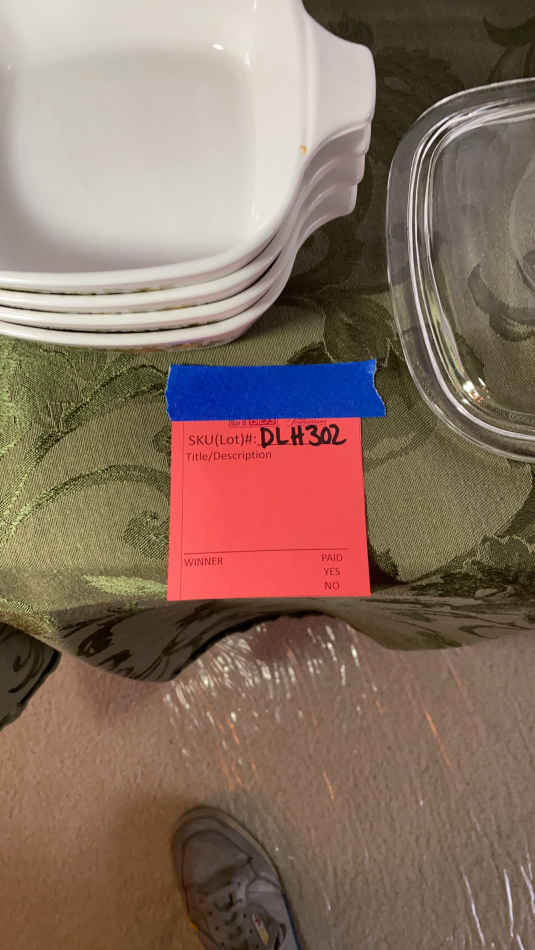 SKU(Lot)#: DLH302
Title/Description
WINNER PAID
YES
NO